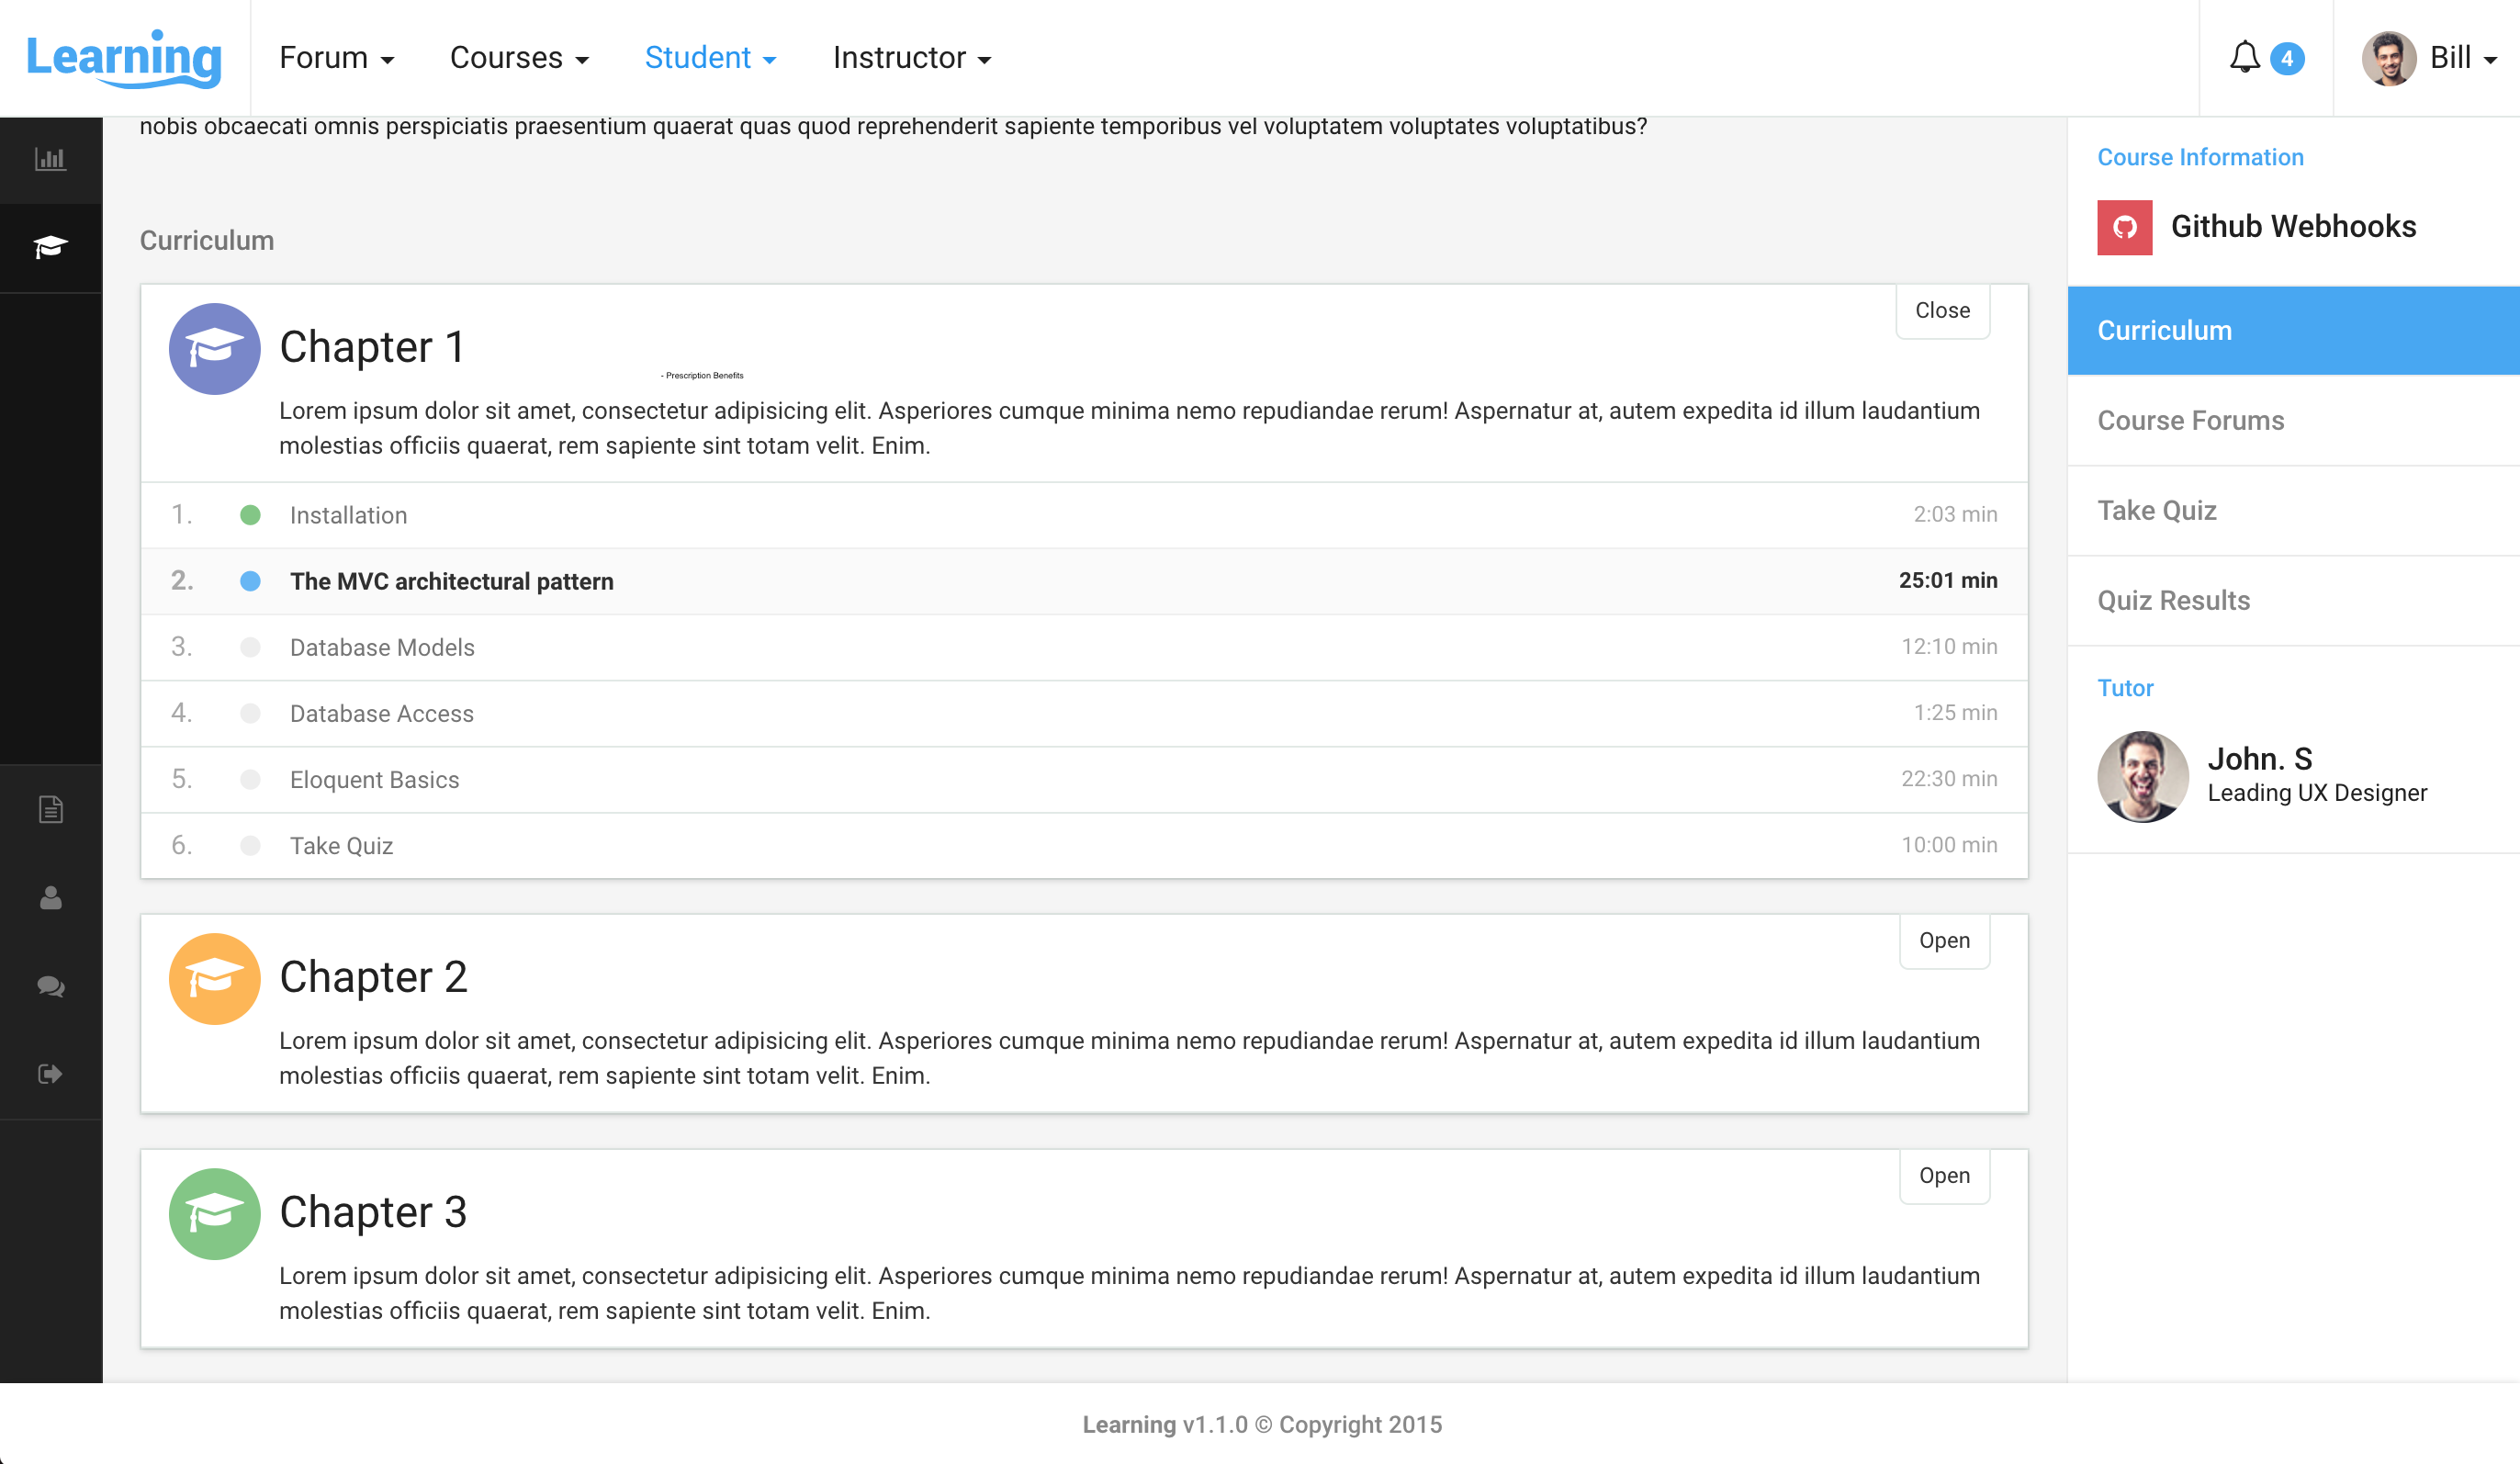 Learning
Forum
Courses
Student
Instructor
4
Bill
nobis obcaecati omnis perspiciatis praesentium quaerat quas quod reprehenderit sapiente temporibus vel voluptatem voluptates voluptatibus?
Curriculum
Chapter 1
Close
- Prescription Benefits
Lorem ipsum dolor sit amet, consectetur adipisicing elit. Asperiores cumque minima nemo repudiandae rerum! Aspernatur at, autem expedita id illum laudantium
molestias officiis quaerat, rem sapiente sint totam velit. Enim.
1. Installation 2:03 min
2. The MVC architectural pattern 25:01 min
3. Database Models 12:10 min
4. Database Access 1:25 min
5. Eloquent Basics 22:30 min
6. Take Quiz 10:00 min
Chapter 2
Open
Lorem ipsum dolor sit amet, consectetur adipisicing elit. Asperiores cumque minima nemo repudiandae rerum! Aspernatur at, autem expedita id illum laudantium
molestias officiis quaerat, rem sapiente sint totam velit. Enim.
Chapter 3
Open
Lorem ipsum dolor sit amet, consectetur adipisicing elit. Asperiores cumque minima nemo repudiandae rerum! Aspernatur at, autem expedita id illum laudantium
molestias officiis quaerat, rem sapiente sint totam velit. Enim.
Course Information
Github Webhooks
Curriculum
Course Forums
Take Quiz
Quiz Results
Tutor
John. S
Leading UX Designer
Learning v1.1.0 © Copyright 2015